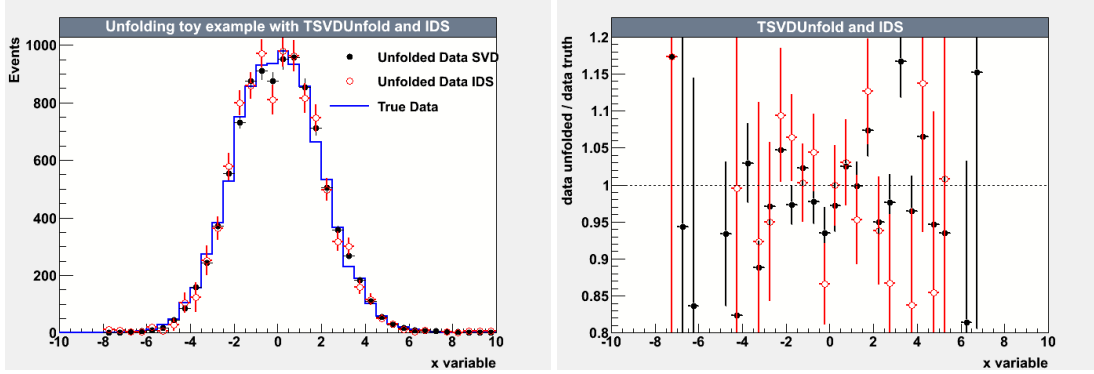 Unfolding toy example with TSVDUnfold and IDS
Events
1000
800
600
400
200
0
Unfolded Data SVD
Unfolded Data IDS
True Data
-10 -8 -6 -4 -2 0 2 4 6 8 10
x variable
TSVDUnfold and IDS
data unfolded / data truth
1.2
1.15
1.1
1.05
1
0.95
0.9
0.85
0.8
-10 -8 -6 -4 -2 0 2 4 6 8 10
x variable